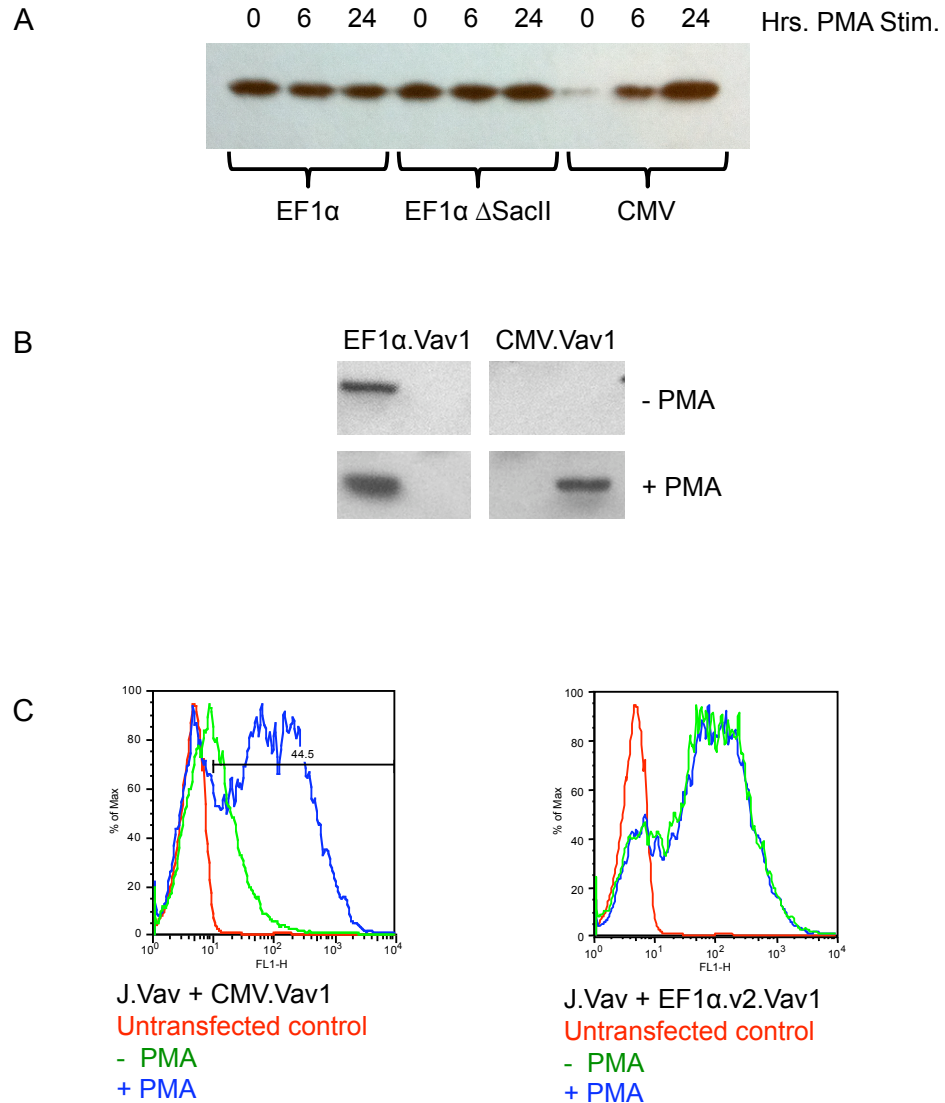 A
0 6 24 0 6 24 0 6 24 Hrs. PMA Stim.
EF1α EF1α ΔSacII CMV
B
EF1α.Vav1 CMV.Vav1
- PMA
+ PMA
C
100
80
60
40
20
0
% of Max
44.5
10⁰ 10¹ 10² 10³ 10⁴
FL1-H
J.Vav + CMV.Vav1
Untransfected control
- PMA
+ PMA
100
80
60
40
20
0
% of Max
10⁰ 10¹ 10² 10³ 10⁴
FL1-H
J.Vav + EF1α.v2.Vav1
Untransfected control
- PMA
+ PMA